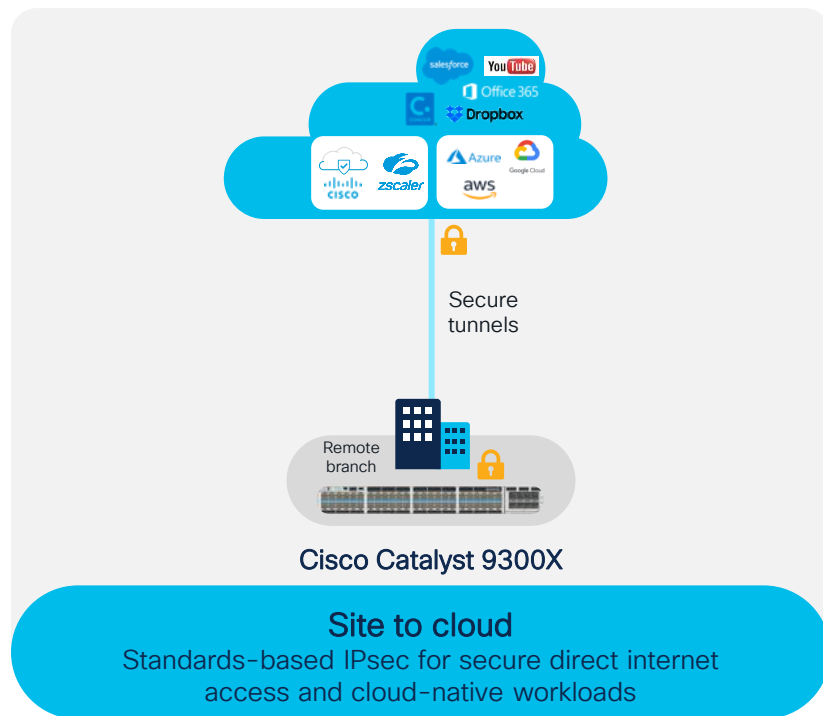 salesforce
YouTube
Office 365
C.
Dropbox
Azure
Google Cloud
CISCO
zscaler
aws
Secure
tunnels
Remote
branch
Cisco Catalyst 9300X
Site to cloud
Standards-based IPsec for secure direct internet
access and cloud-native workloads